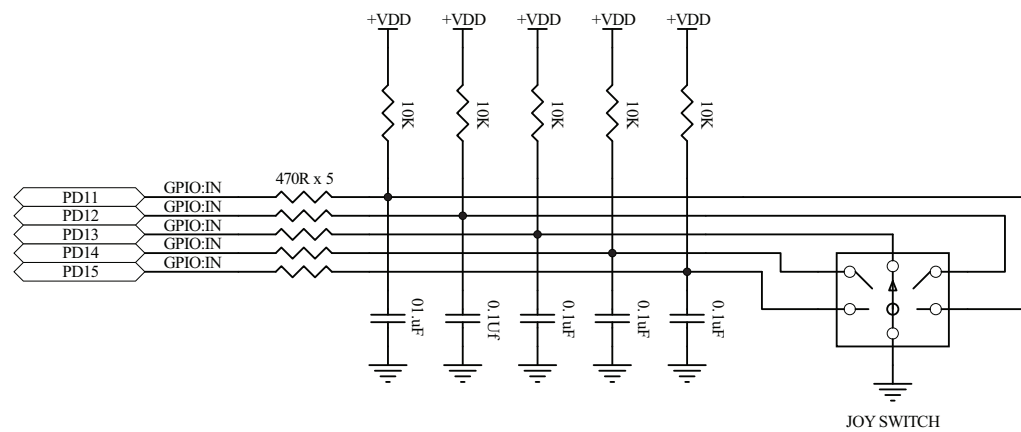 +VDD +VDD +VDD +VDD +VDD
10K 10K 10K 10K 10K
470R x 5
PD11 GPIO:IN
PD12 GPIO:IN
PD13 GPIO:IN
PD14 GPIO:IN
PD15 GPIO:IN
01.uF 0.1Uf 0.1uF 0.1uF 0.1uF
JOY SWITCH